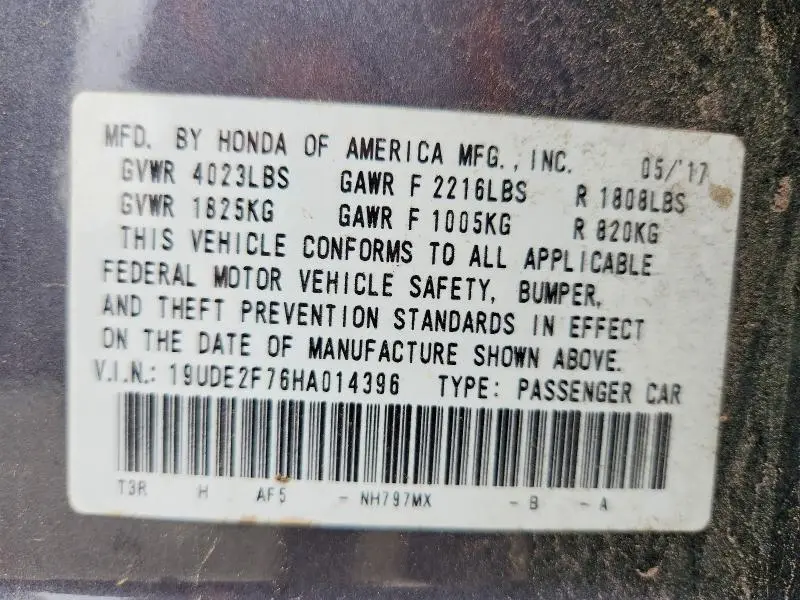 MFD. BY HONDA OF AMERICA MFG., INC. 05/'17
GVWR 4023LBS GAWR F 2216LBS R 1808LBS
GVWR 1825KG GAWR F 1005KG R 820KG
THIS VEHICLE CONFORMS TO ALL APPLICABLE
FEDERAL MOTOR VEHICLE SAFETY, BUMPER,
AND THEFT PREVENTION STANDARDS IN EFFECT
ON THE DATE OF MANUFACTURE SHOWN ABOVE.
V.I.N.: 19UDE2F76HA014396 TYPE: PASSENGER CAR
T3R H AF5 - NH797MX - B - A